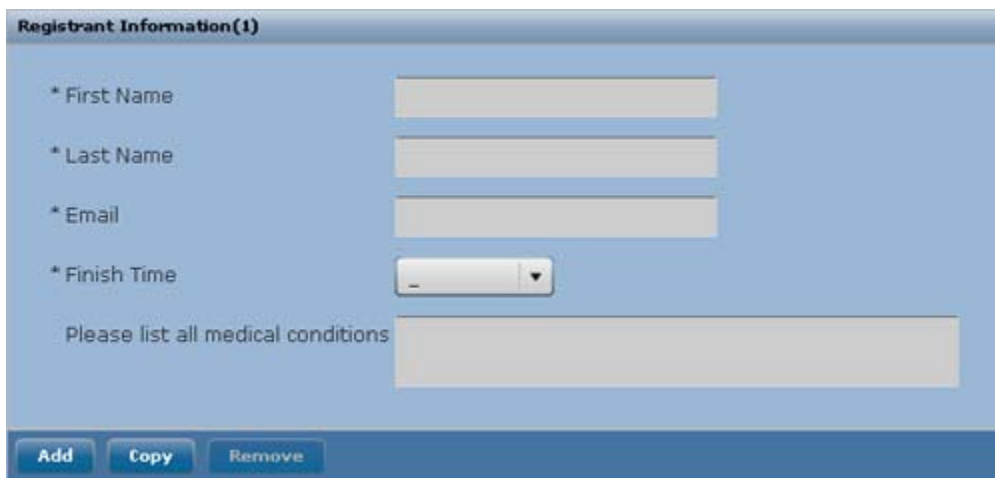 Registrant Information(1)
* First Name
* Last Name
* Email
* Finish Time
_
Please list all medical conditions
Add Copy Remove